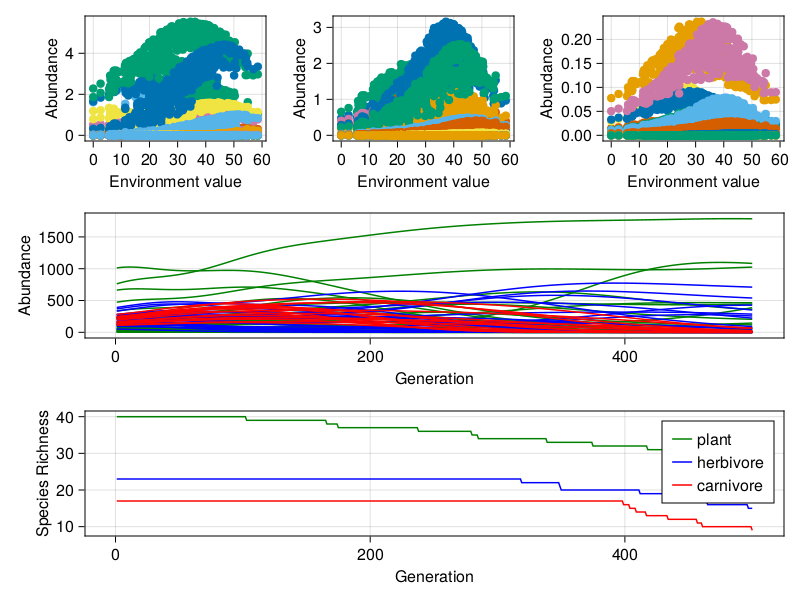 Abundance
4
2
0
0 10 20 30 40 50 60
Environment value
Abundance
3
2
1
0
0 10 20 30 40 50 60
Environment value
Abundance
0.20
0.15
0.10
0.05
0.00
0 10 20 30 40 50 60
Environment value
Abundance
1500
1000
500
0
0 200 400
Generation
Species Richness
40
30
20
10
plant
herbivore
carnivore
0 200 400
Generation